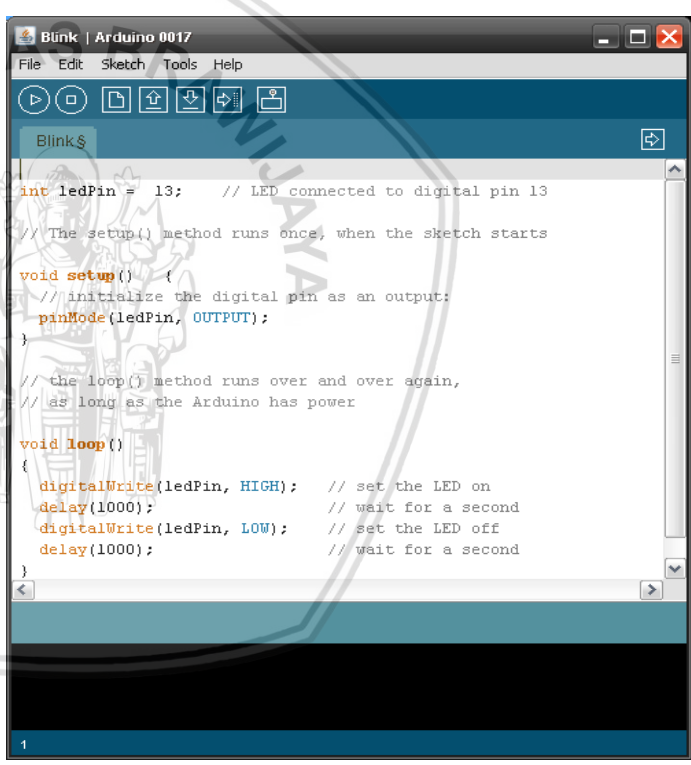 Blink | Arduino 0017
File Edit Sketch Tools Help
Blink§
int ledPin =  13;    // LED connected to digital pin 13
// The setup() method runs once, when the sketch starts
void setup()   {
  // initialize the digital pin as an output:
  pinMode(ledPin, OUTPUT);
}
// the loop() method runs over and over again,
// as long as the Arduino has power
void loop()
{
  digitalWrite(ledPin, HIGH);   // set the LED on
  delay(1000);                  // wait for a second
  digitalWrite(ledPin, LOW);    // set the LED off
  delay(1000);                  // wait for a second
}
1
AS BRAWIJAYA